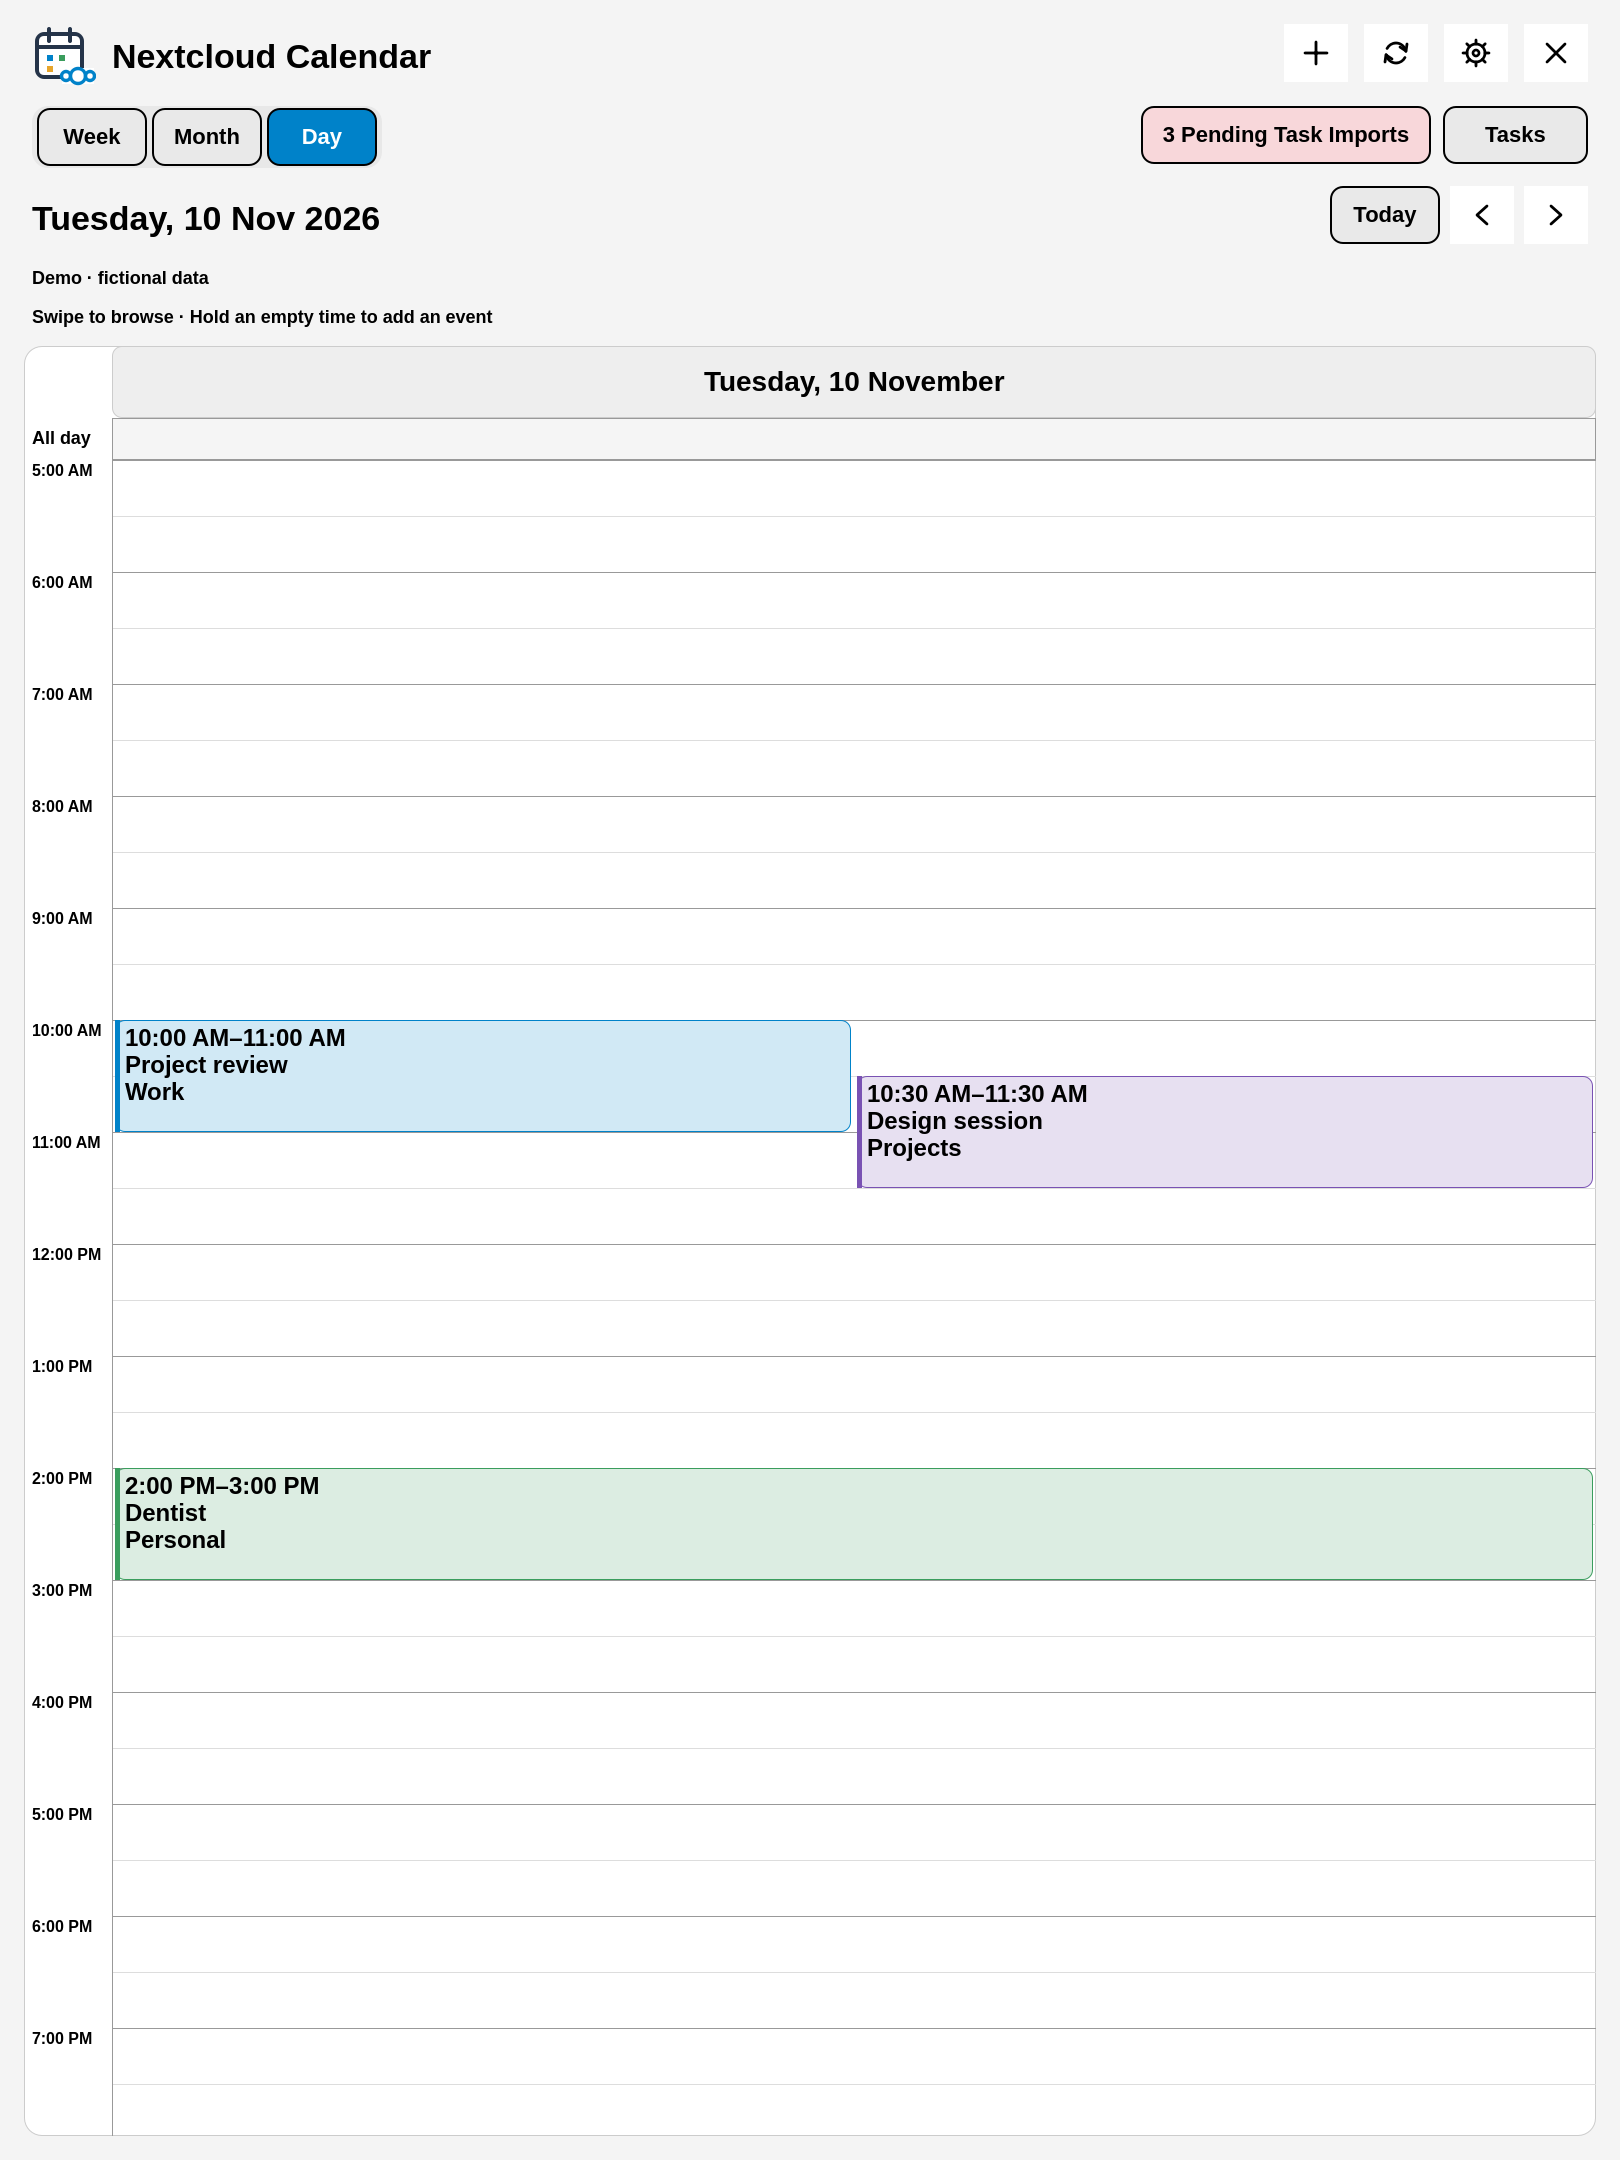 Nextcloud Calendar
Week
Month
Day
3 Pending Task Imports
Tasks
Tuesday, 10 Nov 2026
Today
Demo · fictional data
Swipe to browse · Hold an empty time to add an event
Tuesday, 10 November
All day
5:00 AM
6:00 AM
7:00 AM
8:00 AM
9:00 AM
10:00 AM
10:00 AM–11:00 AM
Project review
Work
10:30 AM–11:30 AM
Design session
Projects
11:00 AM
12:00 PM
1:00 PM
2:00 PM
2:00 PM–3:00 PM
Dentist
Personal
3:00 PM
4:00 PM
5:00 PM
6:00 PM
7:00 PM